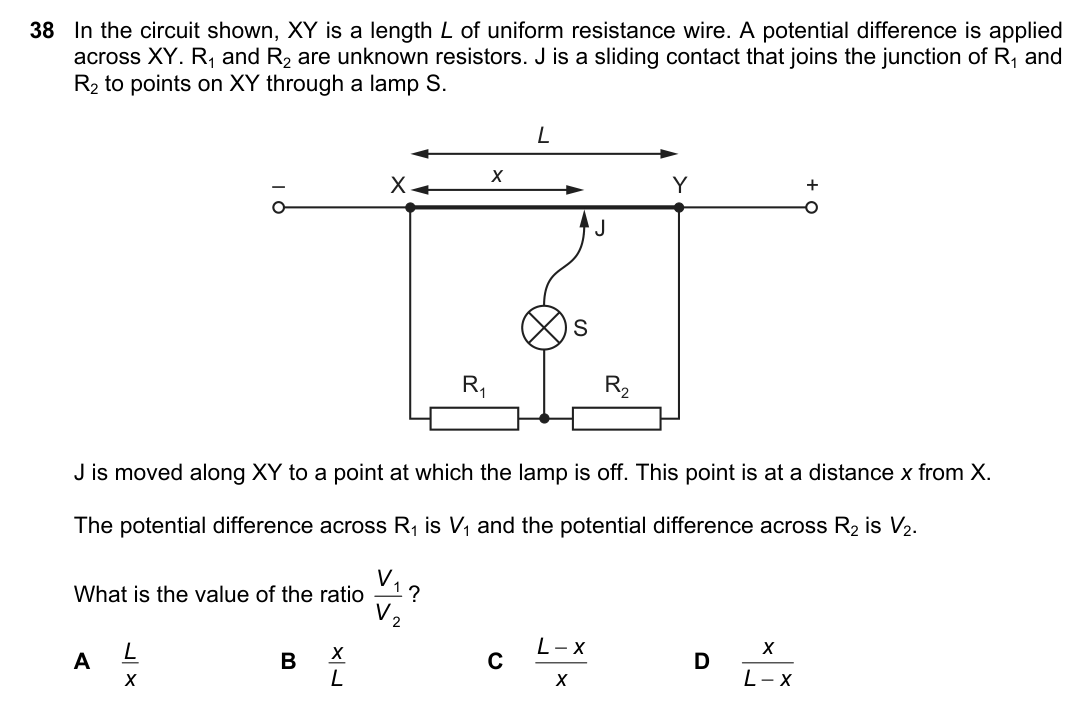 38 In the circuit shown, XY is a length L of uniform resistance wire. A potential difference is applied
across XY. R₁ and R₂ are unknown resistors. J is a sliding contact that joins the junction of R₁ and
R₂ to points on XY through a lamp S.
L
x
– X Y +
J
S
R₁ R₂
J is moved along XY to a point at which the lamp is off. This point is at a distance x from X.
The potential difference across R₁ is V₁ and the potential difference across R₂ is V₂.
What is the value of the ratio V₁/V₂ ?
A L/x B x/L C (L – x)/x D x/(L – x)